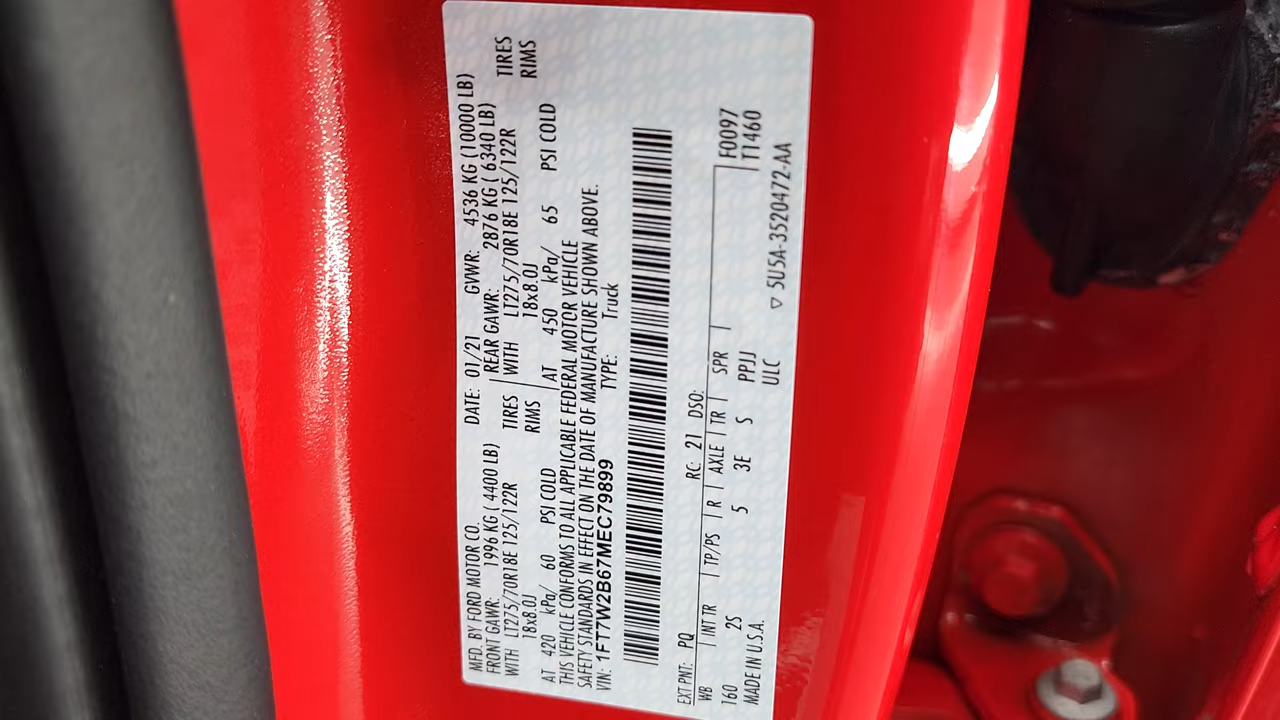 MFD. BY FORD MOTOR CO. DATE: 01/21 GVWR: 4536 KG (10000 LB)
FRONT GAWR: 1996 KG ( 4400 LB) REAR GAWR: 2876 KG ( 6340 LB)
WITH LT275/70R18E 125/122R TIRES WITH LT275/70R18E 125/122R TIRES
18x8.0J RIMS 18x8.0J RIMS
AT 420 kPa/ 60 PSI COLD AT 450 kPa/ 65 PSI COLD
THIS VEHICLE CONFORMS TO ALL APPLICABLE FEDERAL MOTOR VEHICLE
SAFETY STANDARDS IN EFFECT ON THE DATE OF MANUFACTURE SHOWN ABOVE.
VIN: 1FT7W2B67MEC79899 TYPE: Truck
EXT PNT: PQ RC: 21 DSO: F0097
WB INT TR TP/PS R AXLE TR SPR T1460
160 2S 5 3E S PPJJ
MADE IN U.S.A. ULC ▽ 5U5A-3520472-AA